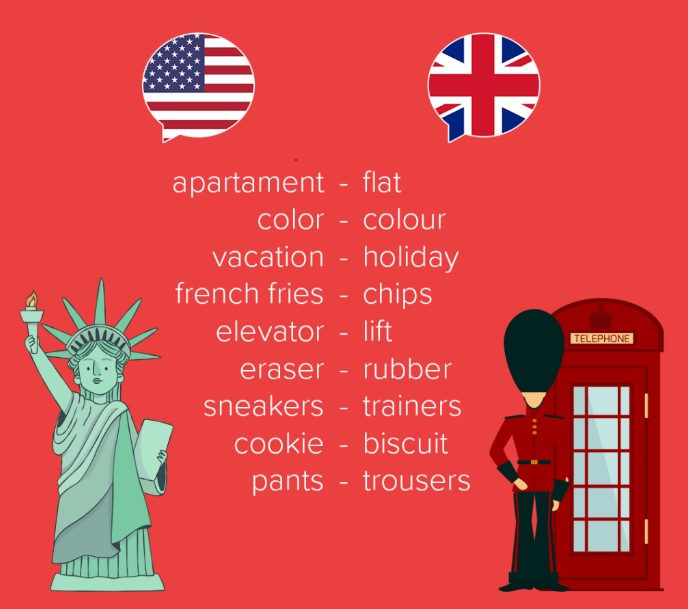 apartament - flat
color - colour
vacation - holiday
french fries - chips
elevator - lift
eraser - rubber
sneakers - trainers
cookie - biscuit
pants - trousers
TELEPHONE